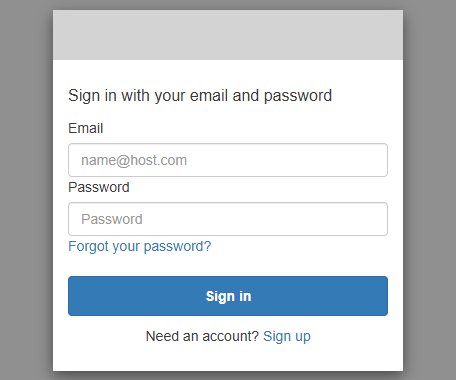 Sign in with your email and password
Email
name@host.com
Password
Password
Forgot your password?
Sign in
Need an account? Sign up